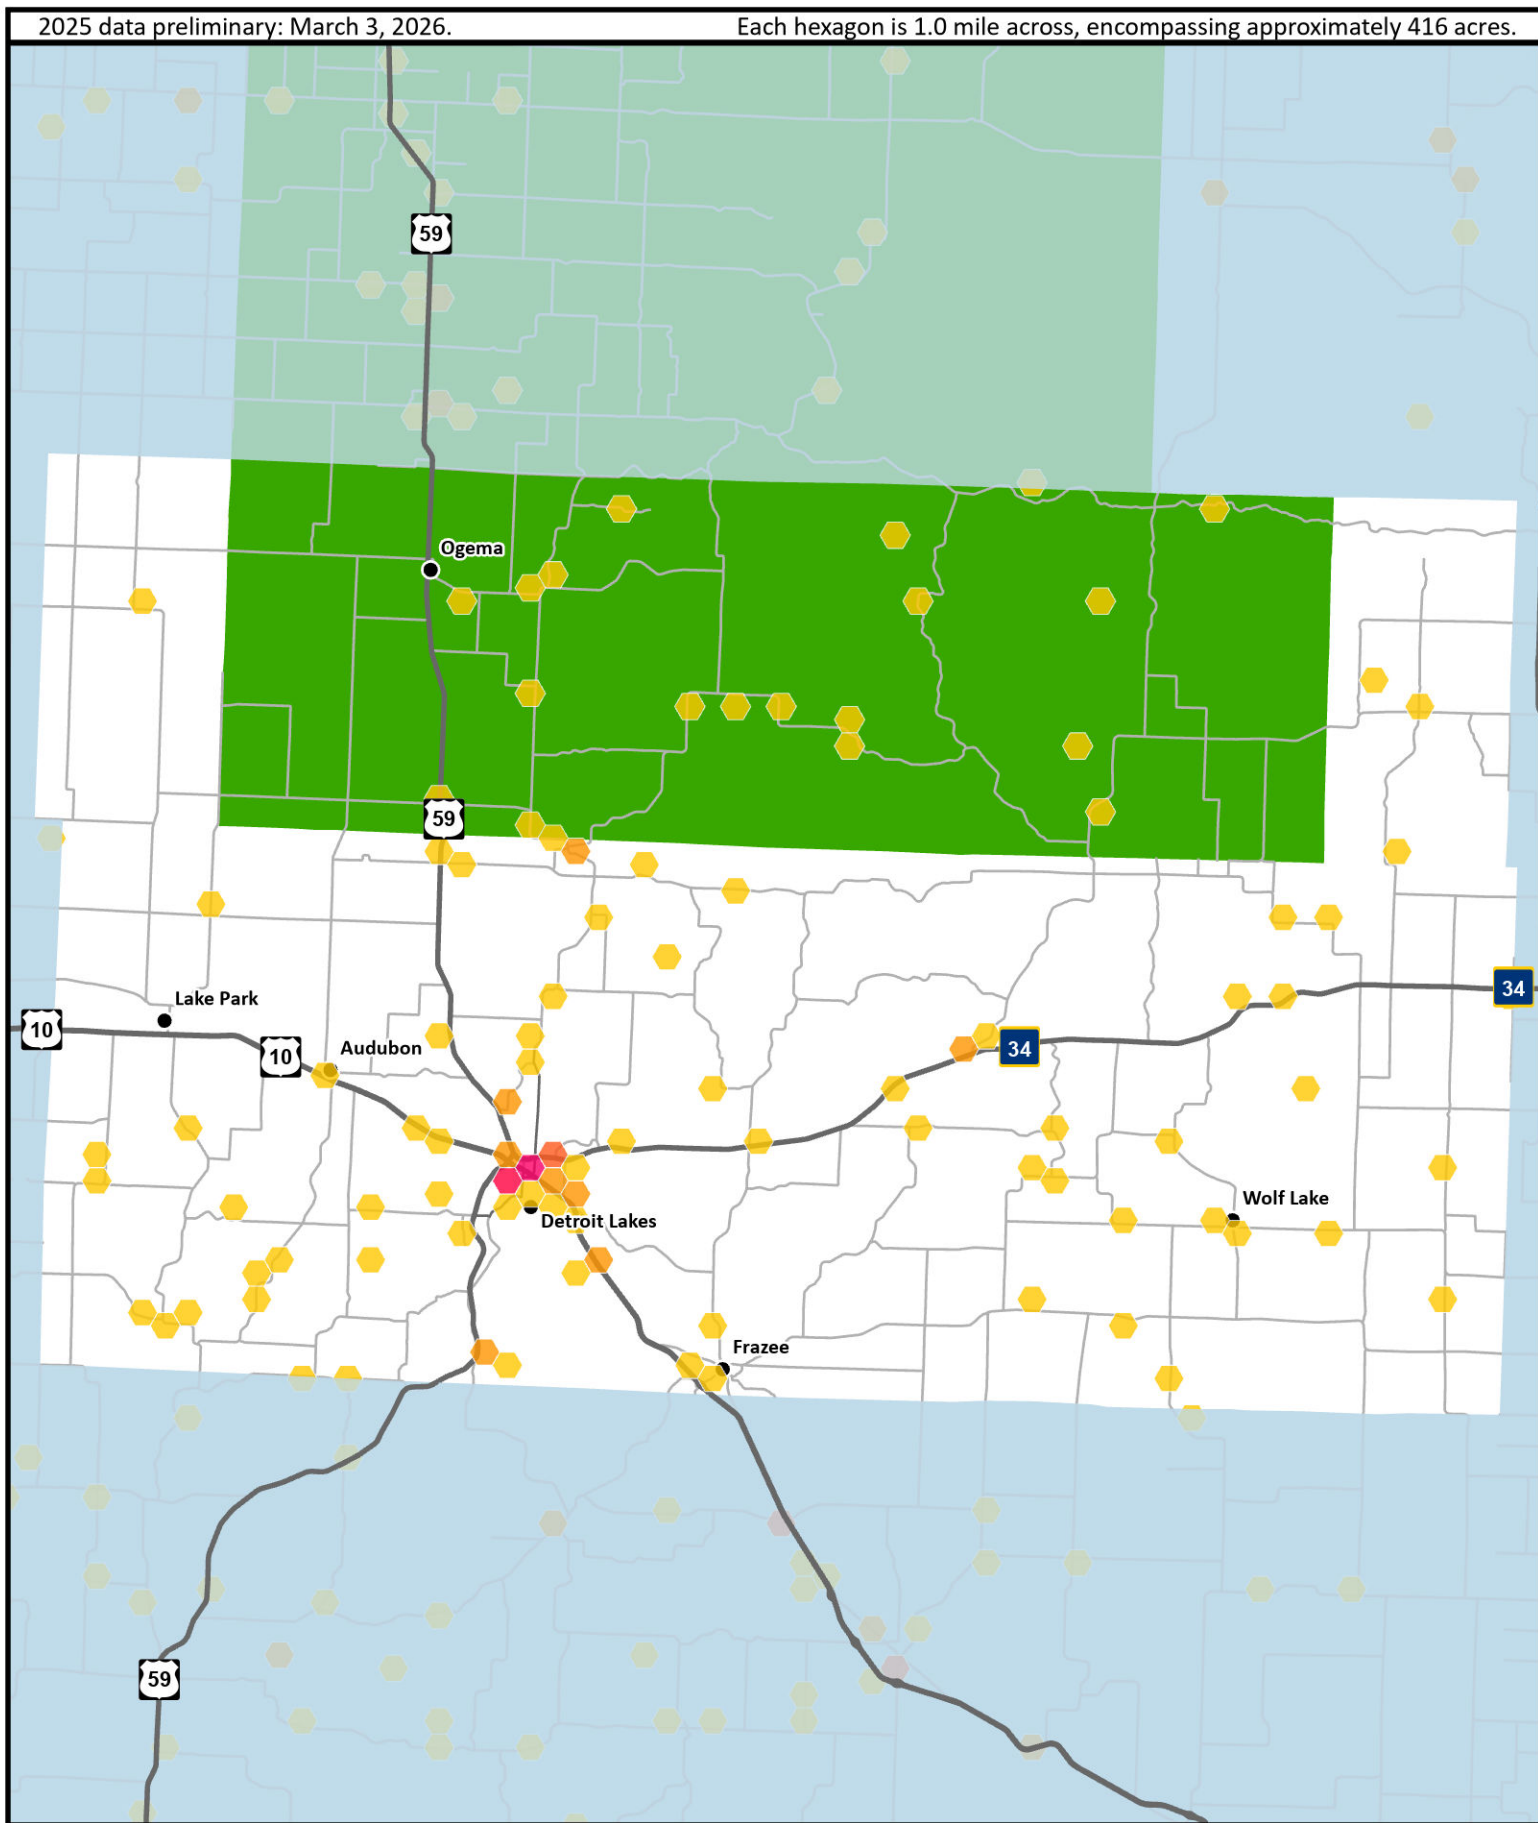 2025 data preliminary: March 3, 2026.
Each hexagon is 1.0 mile across, encompassing approximately 416 acres.
59
Ogema
59
Lake Park
34
10
Audubon
10
34
Wolf Lake
Detroit Lakes
Frazee
59